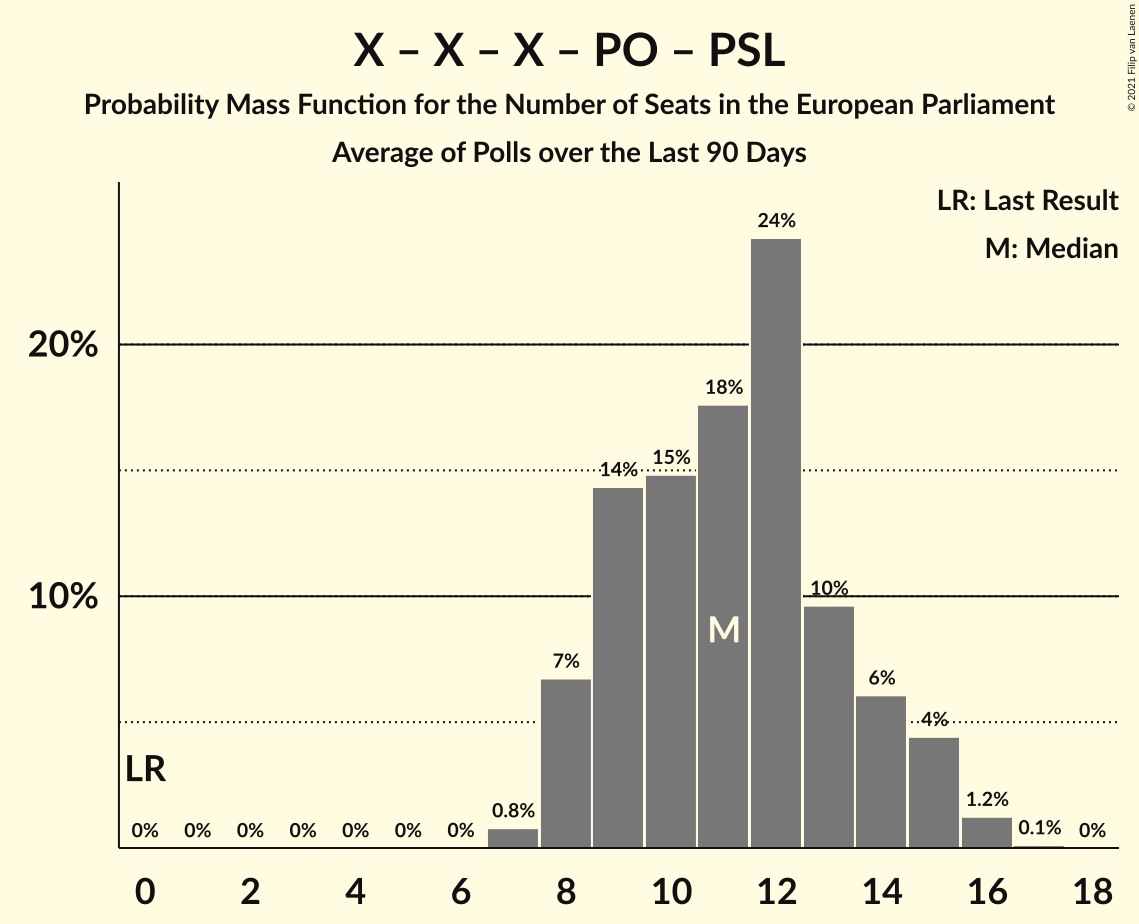 X – X – X – PO – PSL
Probability Mass Function for the Number of Seats in the European Parliament
Average of Polls over the Last 90 Days
© 2021 Filip van Laenen
LR: Last Result
M: Median
20%
10%
24%
18%
15%
14%
10%
7%
6%
4%
M
LR
0% 0% 0% 0% 0% 0% 0% 0.8% 1.2% 0.1% 0%
0 2 4 6 8 10 12 14 16 18